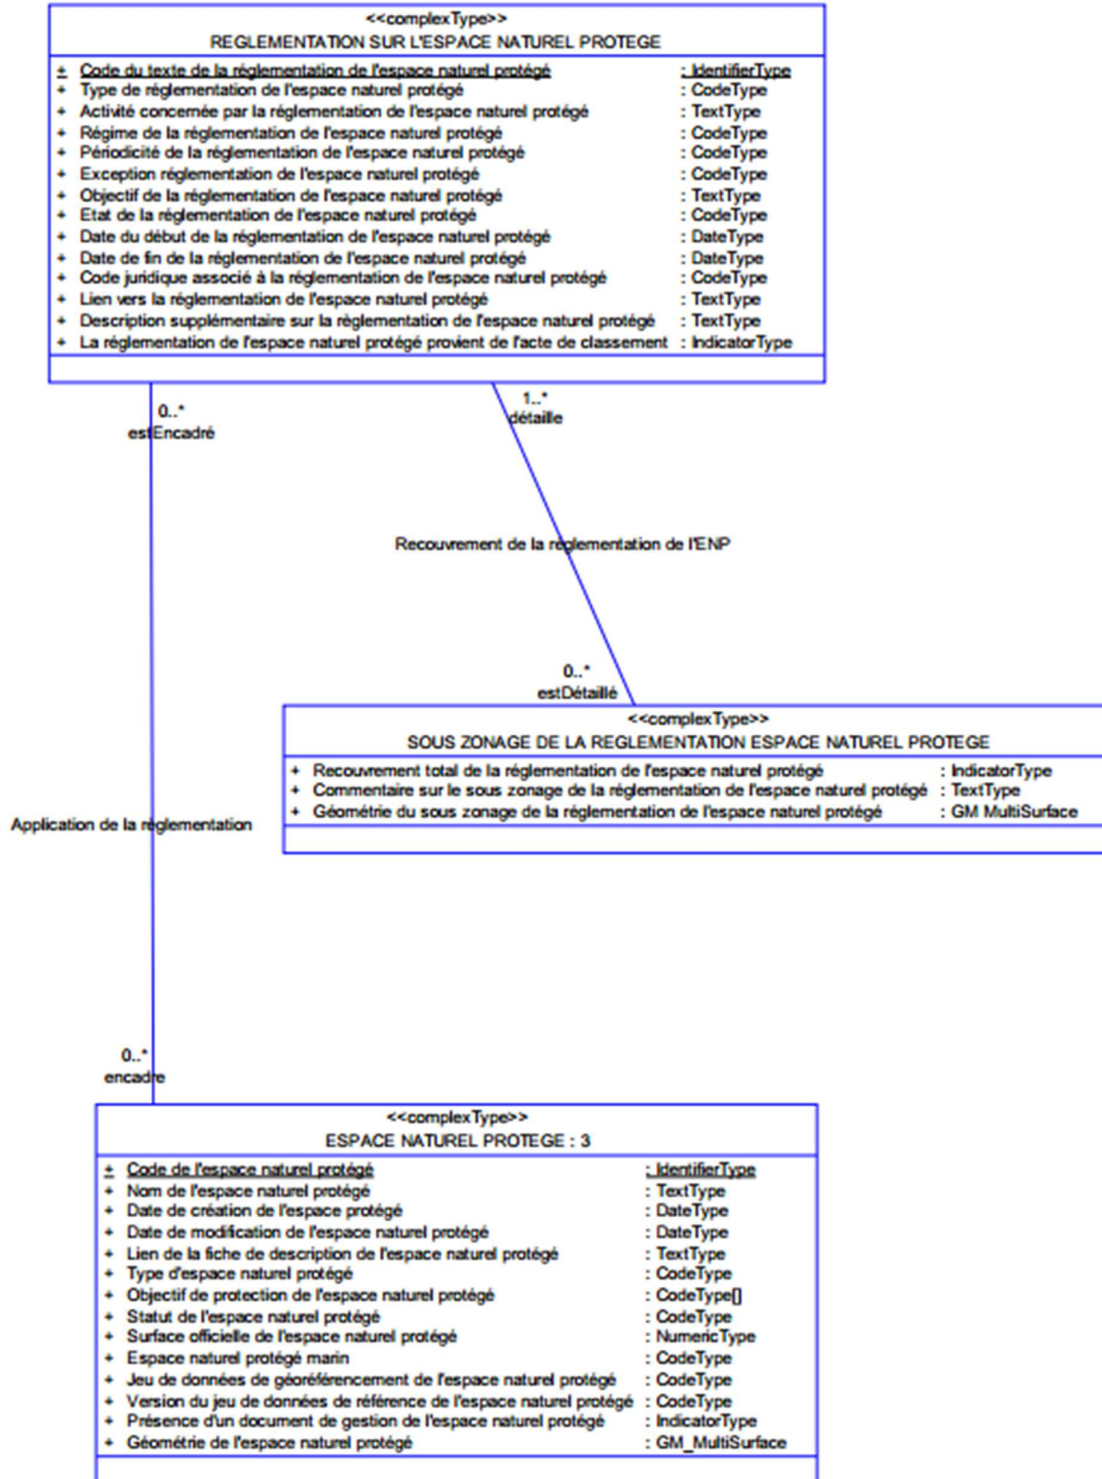 <<complexType>>
REGLEMENTATION SUR L'ESPACE NATUREL PROTEGE
+ Code du texte de la réglementation de l'espace naturel protégé : IdentifierType
+ Type de réglementation de l'espace naturel protégé : CodeType
+ Activité concernée par la réglementation de l'espace naturel protégé : TextType
+ Régime de la réglementation de l'espace naturel protégé : CodeType
+ Périodicité de la réglementation de l'espace naturel protégé : CodeType
+ Exception réglementation de l'espace naturel protégé : CodeType
+ Objectif de la réglementation de l'espace naturel protégé : TextType
+ Etat de la réglementation de l'espace naturel protégé : CodeType
+ Date du début de la réglementation de l'espace naturel protégé : DateType
+ Date de fin de la réglementation de l'espace naturel protégé : DateType
+ Code juridique associé à la réglementation de l'espace naturel protégé : CodeType
+ Lien vers la réglementation de l'espace naturel protégé : TextType
+ Description supplémentaire sur la règlementation de l'espace naturel protégé : TextType
+ La réglementation de l'espace naturel protégé provient de l'acte de classement : IndicatorType
0..*
estEncadré
1..*
détaille
Recouvrement de la réglementation de l'ENP
0..*
estDétaillé
<<complexType>>
SOUS ZONAGE DE LA REGLEMENTATION ESPACE NATUREL PROTEGE
+ Recouvrement total de la réglementation de l'espace naturel protégé : IndicatorType
+ Commentaire sur le sous zonage de la réglementation de l'espace naturel protégé : TextType
+ Géométrie du sous zonage de la réglementation de l'espace naturel protégé : GM MultiSurface
Application de la réglementation
0..*
encadre
<<complexType>>
ESPACE NATUREL PROTEGE : 3
+ Code de l'espace naturel protégé : IdentifierType
+ Nom de l'espace naturel protégé : TextType
+ Date de création de l'espace protégé : DateType
+ Date de modification de l'espace naturel protégé : DateType
+ Lien de la fiche de description de l'espace naturel protégé : TextType
+ Type d'espace naturel protégé : CodeType
+ Objectif de protection de l'espace naturel protégé : CodeType[]
+ Statut de l'espace naturel protégé : CodeType
+ Surface officielle de l'espace naturel protégé : NumericType
+ Espace naturel protégé marin : CodeType
+ Jeu de données de géoréférencement de l'espace naturel protégé : CodeType
+ Version du jeu de données de référence de l'espace naturel protégé : CodeType
+ Présence d'un document de gestion de l'espace naturel protégé : IndicatorType
+ Géométrie de l'espace naturel protégé : GM_MultiSurface